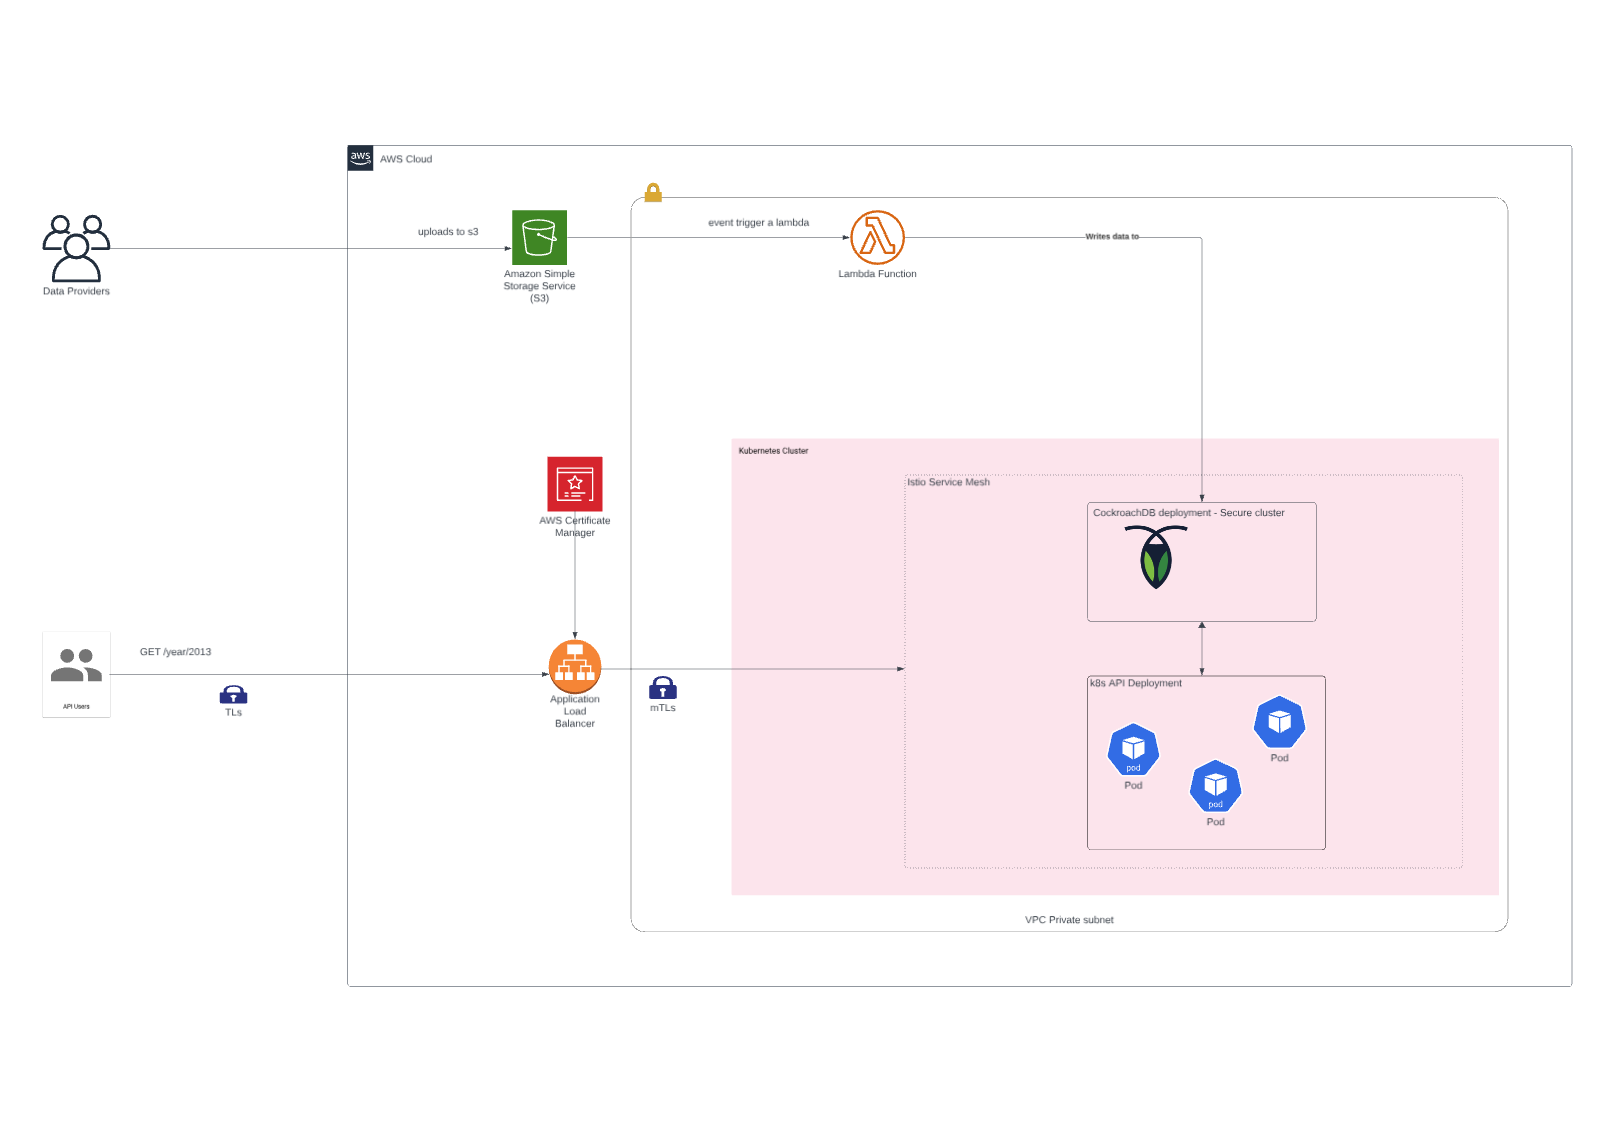 aws
AWS Cloud
uploads to s3
event trigger a lambda
Writes data to
Data Providers
Amazon Simple
Storage Service
(S3)
Lambda Function
Kubernetes Cluster
Istio Service Mesh
AWS Certificate
Manager
CockroachDB deployment - Secure cluster
GET /year/2013
API Users
TLs
Application
Load
Balancer
mTLs
k8s API Deployment
pod
Pod
pod
Pod
Pod
VPC Private subnet